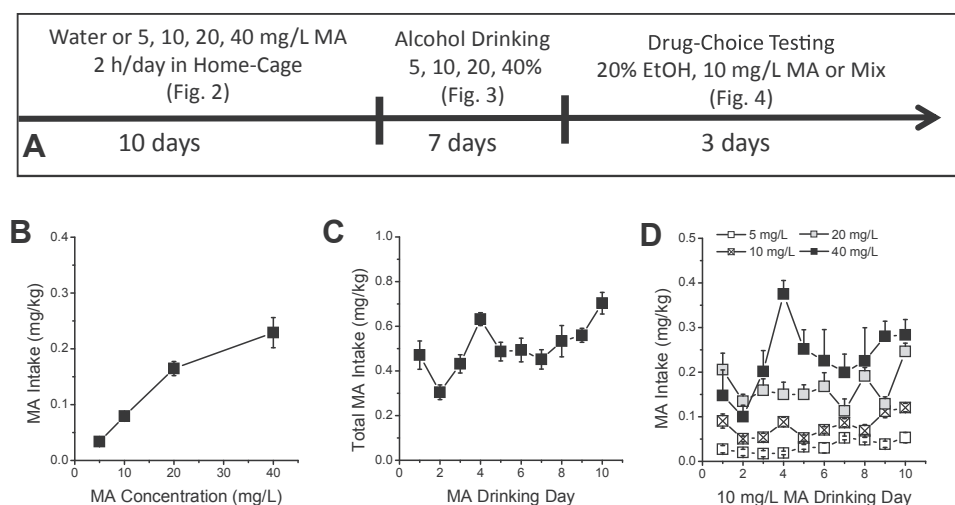 Water or 5, 10, 20, 40 mg/L MA
2 h/day in Home-Cage
(Fig. 2)
Alcohol Drinking
5, 10, 20, 40%
(Fig. 3)
Drug-Choice Testing
20% EtOH, 10 mg/L MA or Mix
(Fig. 4)
A
10 days
7 days
3 days
B
MA Intake (mg/kg)
0.4
0.3
0.2
0.1
0.0
0 10 20 30 40
MA Concentration (mg/L)
C
Total MA Intake (mg/kg)
1.0
0.8
0.6
0.4
0.2
0.0
0 2 4 6 8 10
MA Drinking Day
D
5 mg/L 20 mg/L
10 mg/L 40 mg/L
MA Intake (mg/kg)
0.5
0.4
0.3
0.2
0.1
0.0
0 2 4 6 8 10
10 mg/L MA Drinking Day